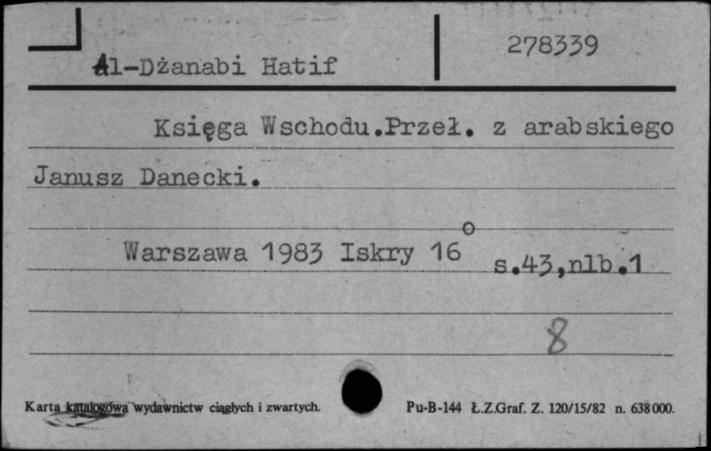 Al-Dżanabi Hatif
278339
Księga Wschodu.Przeł. z arabskiego
Janusz Danecki.
Warszawa 1983 Iskry 16o s.43,nlb.1
8
Karta katalogowa wydawnictw ciągłych i zwartych. Pu-B-144 Ł.Z.Graf. Z. 120/15/82 n. 638000.